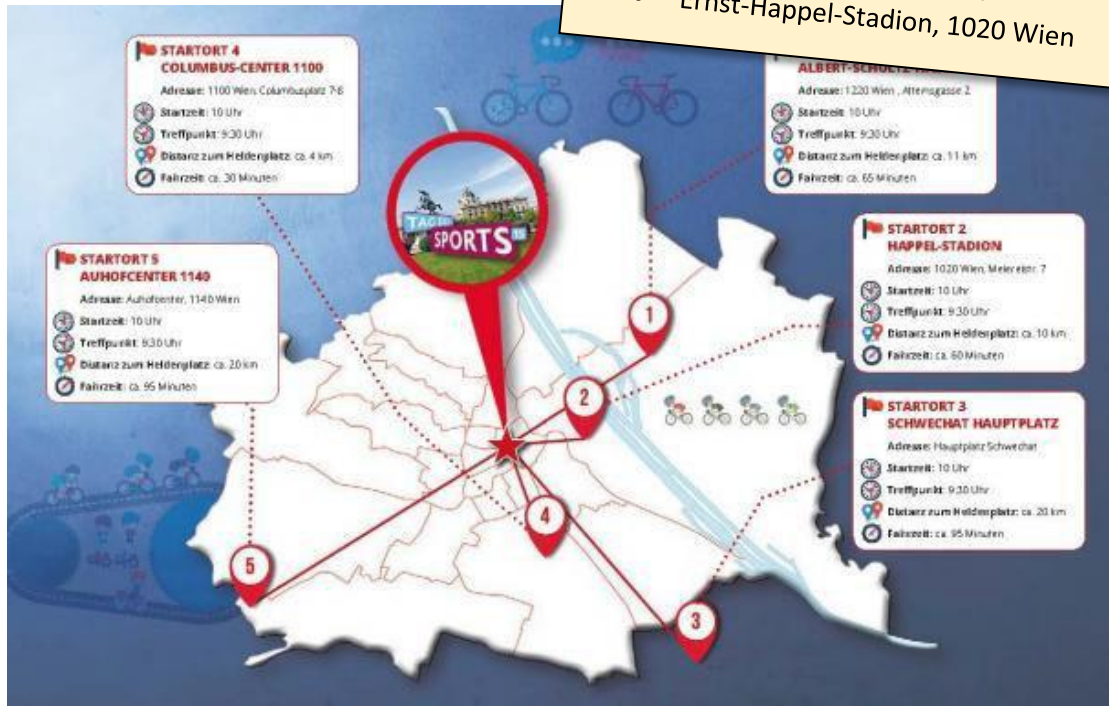 Ernst-Happel-Stadion, 1020 Wien
STARTORT 4
COLUMBUS-CENTER 1100
Adresse: 1100 Wien, Columbusplatz 7-8
Startzeit: 10 Uhr
Treffpunkt: 9:30 Uhr
Distanz zum Heldenplatz: ca. 4 km
Fahrzeit: ca. 30 Minuten
Adresse: 1220 Wien, Attemsgasse 2
Startzeit: 10 Uhr
Treffpunkt: 9:30 Uhr
Distanz zum Heldenplatz: ca. 11 km
Fahrzeit: ca. 65 Minuten
TAG DES
SPORTS 15
STARTORT 2
HAPPEL-STADION
Adresse: 1020 Wien, Meiereistr. 7
Startzeit: 10 Uhr
Treffpunkt: 9:30 Uhr
Distanz zum Heldenplatz: ca. 10 km
Fahrzeit: ca. 60 Minuten
STARTORT 5
AUHOFCENTER 1140
Adresse: Auhofcenter, 1140 Wien
Startzeit: 10 Uhr
Treffpunkt: 9:30 Uhr
Distanz zum Heldenplatz: ca. 20 km
Fahrzeit: ca. 95 Minuten
STARTORT 3
SCHWECHAT HAUPTPLATZ
Adresse: Hauptplatz Schwechat
Startzeit: 10 Uhr
Treffpunkt: 9:30 Uhr
Distanz zum Heldenplatz: ca. 20 km
Fahrzeit: ca. 95 Minuten
1
2
4
5
3